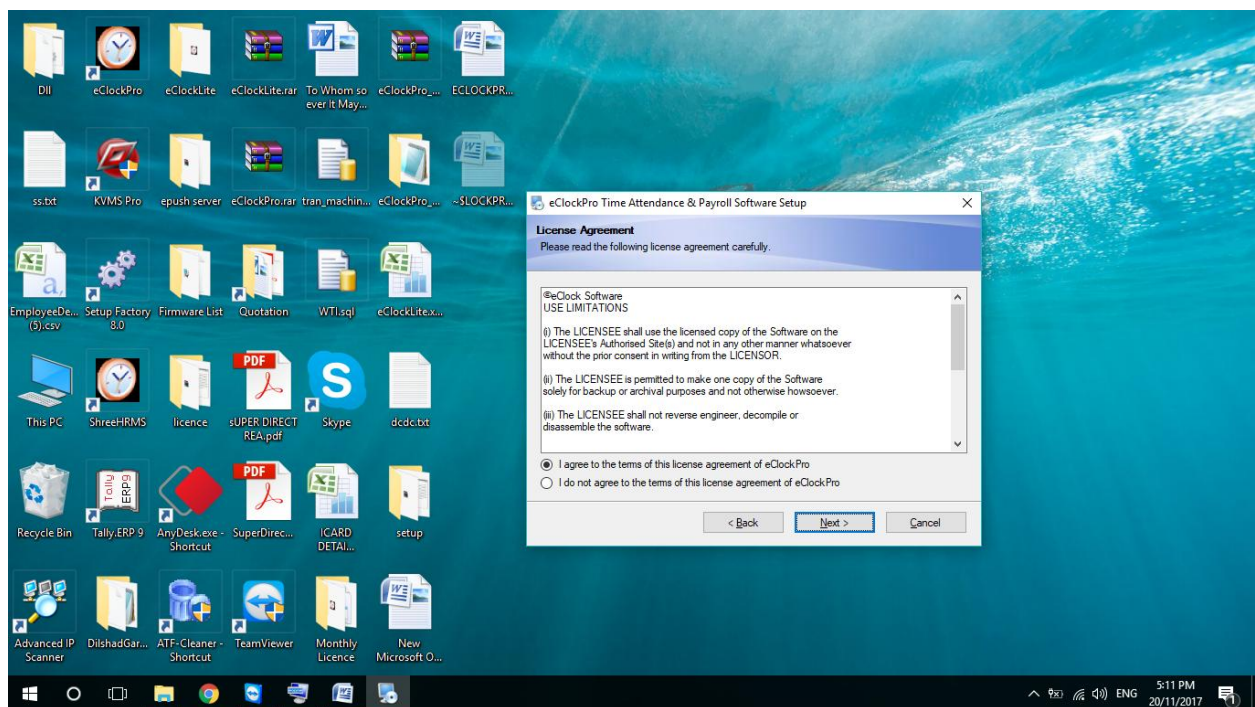 Dll
eClockPro
eClockLite
eClockLite.rar
To Whom so
ever It May...
eClockPro_...
ECLOCKPR...
ss.txt
KVMS Pro
epush server
eClockPro.rar
tran_machin...
eClockPro_...
~$LOCKPR...
EmployeeDe...
(5).csv
Setup Factory
8.0
Firmware List
Quotation
WTI.sql
eClockLite.x...
This PC
ShreeHRMS
licence
PDF
sUPER DIRECT
REA.pdf
Skype
dcdc.txt
Recycle Bin
Tally
ERP9
Tally.ERP 9
AnyDesk.exe -
Shortcut
PDF
SuperDirec...
ICARD
DETAI...
setup
Advanced IP
Scanner
DilshadGar...
ATF-Cleaner -
Shortcut
TeamViewer
Monthly
Licence
New
Microsoft O...
eClockPro Time Attendance & Payroll Software Setup
License Agreement
Please read the following license agreement carefully.
©eClock Software
USE LIMITATIONS
(i) The LICENSEE shall use the licensed copy of the Software on the
LICENSEE's Authorised Site(s) and not in any other manner whatsoever
without the prior consent in writing from the LICENSOR.
(ii) The LICENSEE is permitted to make one copy of the Software
solely for backup or archival purposes and not otherwise howsoever.
(iii) The LICENSEE shall not reverse engineer, decompile or
disassemble the software.
I agree to the terms of this license agreement of eClockPro
I do not agree to the terms of this license agreement of eClockPro
< Back
Next >
Cancel
ENG
5:11 PM
20/11/2017
1